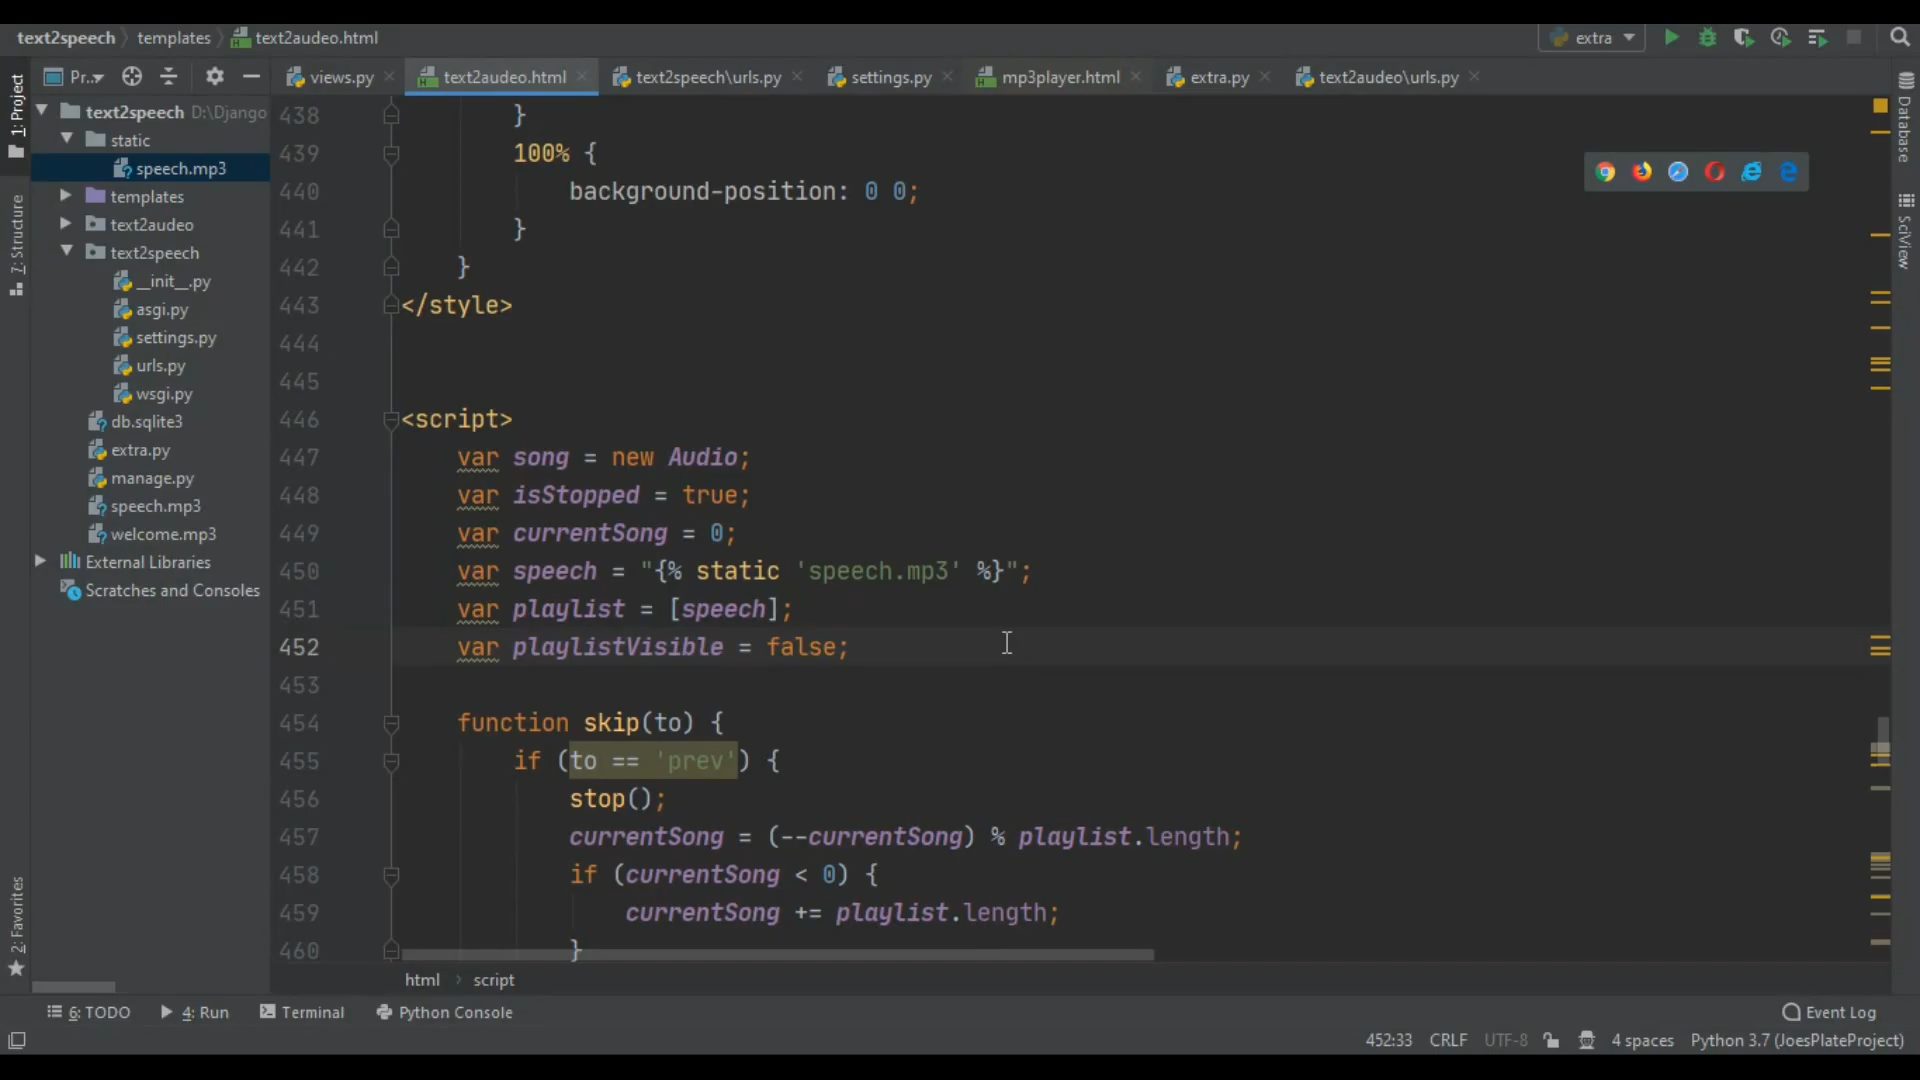 text2speech templates text2audeo.html
extra
Pr...
views.py text2audeo.html text2speech\urls.py settings.py mp3player.html extra.py text2audeo\urls.py
1: Project
7: Structure
2: Favorites
text2speech D:\Django
static
speech.mp3
templates
text2audeo
text2speech
__init__.py
asgi.py
settings.py
urls.py
wsgi.py
db.sqlite3
extra.py
manage.py
speech.mp3
welcome.mp3
External Libraries
Scratches and Consoles
438 }
439 100% {
440 background-position: 0 0;
441 }
442 }
443 </style>
444
445
446 <script>
447 var song = new Audio;
448 var isStopped = true;
449 var currentSong = 0;
450 var speech = "{% static 'speech.mp3' %}";
451 var playlist = [speech];
452 var playlistVisible = false;
453
454 function skip(to) {
455 if (to == 'prev') {
456 stop();
457 currentSong = (--currentSong) % playlist.length;
458 if (currentSong < 0) {
459 currentSong += playlist.length;
460 }
html script
Database
SciView
6: TODO 4: Run Terminal Python Console Event Log
452:33 CRLF UTF-8 4 spaces Python 3.7 (JoesPlateProject)